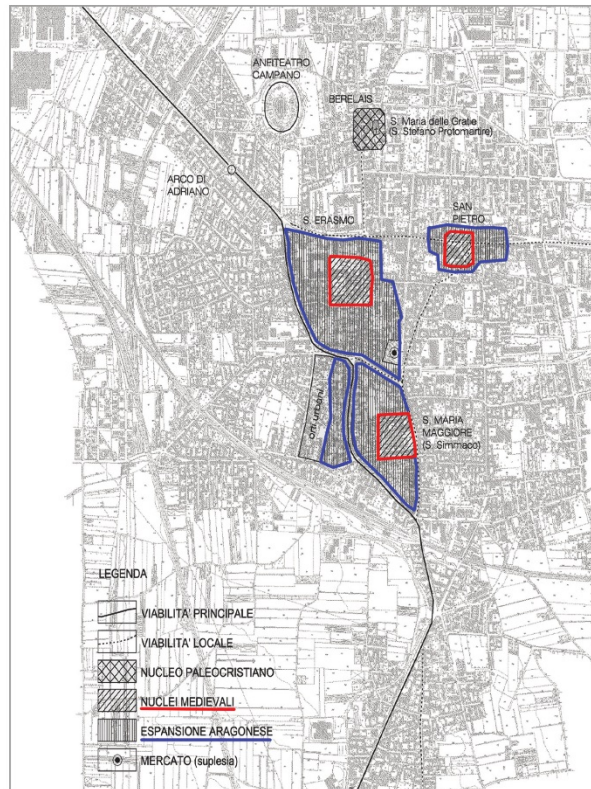 ANFITEATRO
CAMPANO
BERELAIS
S. Maria delle Gratie
(S. Stefano Protomartire)
ARCO DI
ADRIANO
S. ERASMO
SAN
PIETRO
orti urbani
S. MARIA
MAGGIORE
(S. Simmaco)
LEGENDA
VIABILITA' PRINCIPALE
VIABILITA' LOCALE
NUCLEO PALEOCRISTIANO
NUCLEI MEDIEVALI
ESPANSIONE ARAGONESE
MERCATO (suplesia)